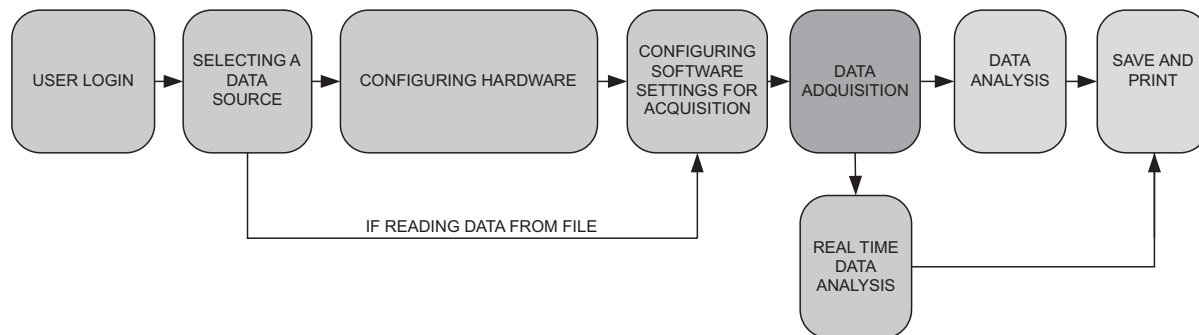 USER LOGIN
SELECTING A
DATA
SOURCE
CONFIGURING HARDWARE
CONFIGURING
SOFTWARE
SETTINGS FOR
ACQUISITION
DATA
ADQUISITION
DATA
ANALYSIS
SAVE AND
PRINT
IF READING DATA FROM FILE
REAL TIME
DATA
ANALYSIS